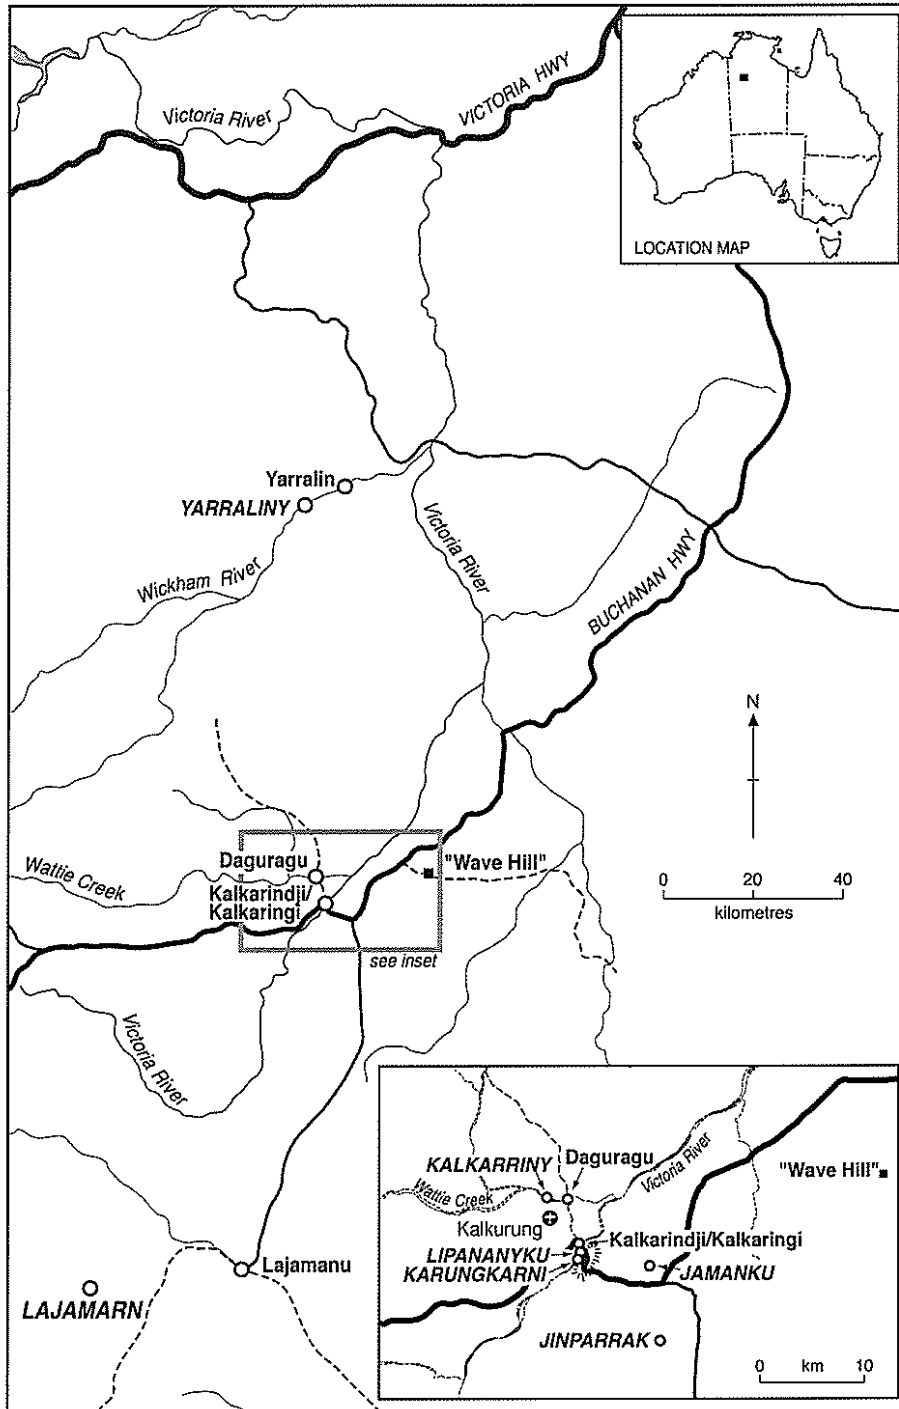 VICTORIA HWY
Victoria River
LOCATION MAP
Yarralin
YARRALINY
Victoria
River
BUCHANAN HWY
Wickham River
N
Daguragu
"Wave Hill"
Wattie Creek
Kalkarindji/
Kalkaringi
0 20 40
kilometres
see inset
Victoria River
Lajamanu
LAJAMARN
KALKARRINY
Daguragu
Victoria River
"Wave Hill"
Wattie Creek
Kalkurung
Kalkarindji/Kalkaringi
LIPANANYKU
KARUNGKARNI
JAMANKU
JINPARRAK
0 km 10